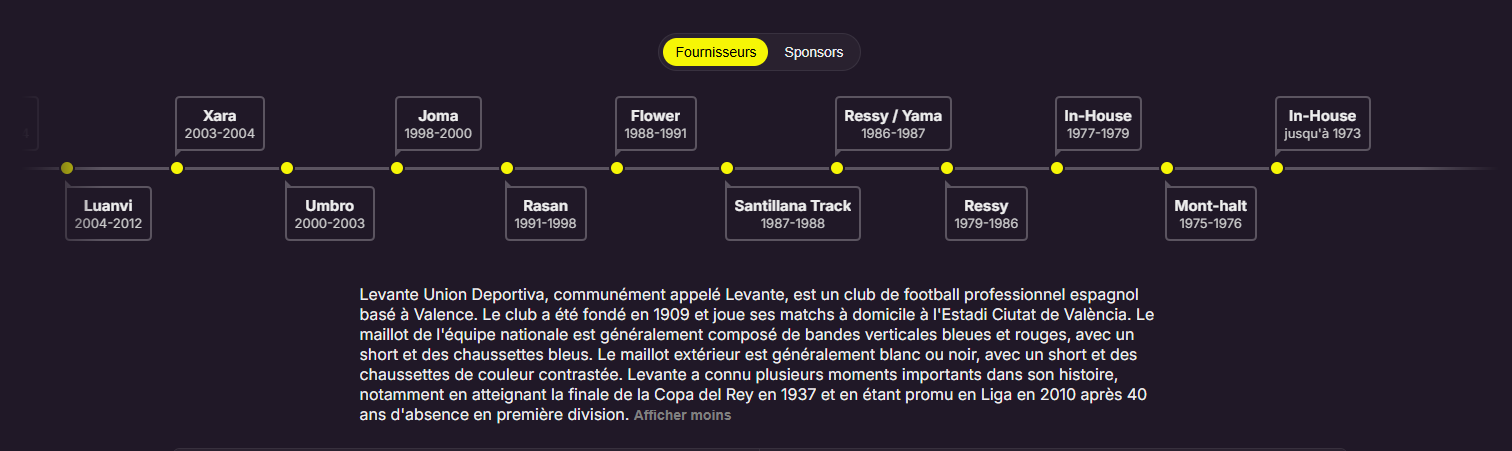 Fournisseurs
Sponsors
Xara
2003-2004
Joma
1998-2000
Flower
1988-1991
Ressy / Yama
1986-1987
In-House
1977-1979
In-House
jusqu'à 1973
Luanvi
2004-2012
Umbro
2000-2003
Rasan
1991-1998
Santillana Track
1987-1988
Ressy
1979-1986
Mont-halt
1975-1976
Levante Union Deportiva, communément appelé Levante, est un club de football professionnel espagnol
basé à Valence. Le club a été fondé en 1909 et joue ses matchs à domicile à l'Estadi Ciutat de València. Le
maillot de l'équipe nationale est généralement composé de bandes verticales bleues et rouges, avec un
short et des chaussettes bleus. Le maillot extérieur est généralement blanc ou noir, avec un short et des
chaussettes de couleur contrastée. Levante a connu plusieurs moments importants dans son histoire,
notamment en atteignant la finale de la Copa del Rey en 1937 et en étant promu en Liga en 2010 après 40
ans d'absence en première division. Afficher moins